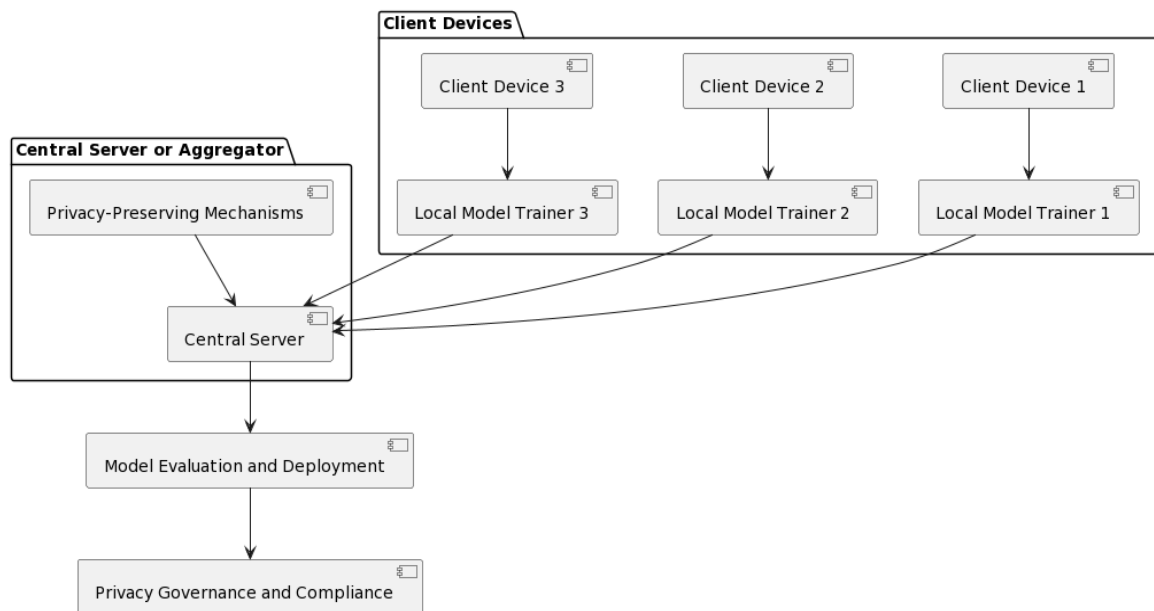 Client Devices
Client Device 3
Client Device 2
Client Device 1
Central Server or Aggregator
Privacy-Preserving Mechanisms
Local Model Trainer 3
Local Model Trainer 2
Local Model Trainer 1
Central Server
Model Evaluation and Deployment
Privacy Governance and Compliance